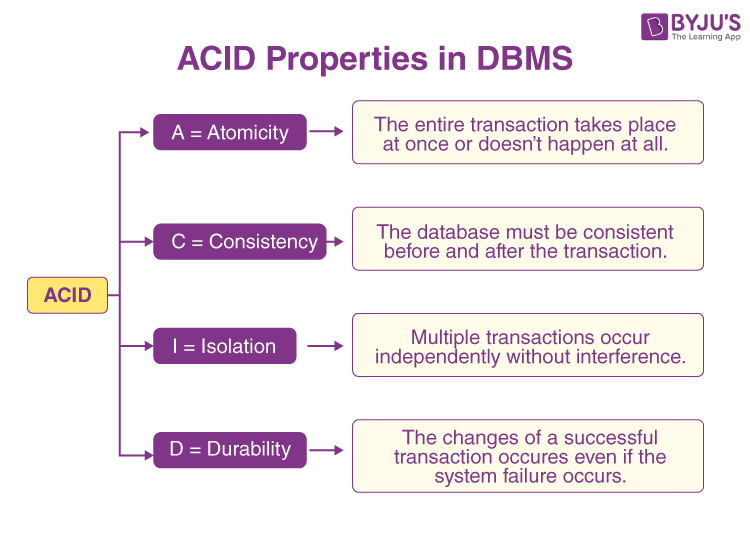 BYJU'S
The Learning App
ACID Properties in DBMS
A = Atomicity
The entire transaction takes place
at once or doesn’t happen at all.
C = Consistency
The database must be consistent
before and after the transaction.
ACID
I = Isolation
Multiple transactions occur
independently without interference.
D = Durability
The changes of a successful
transaction occures even if the
system failure occurs.